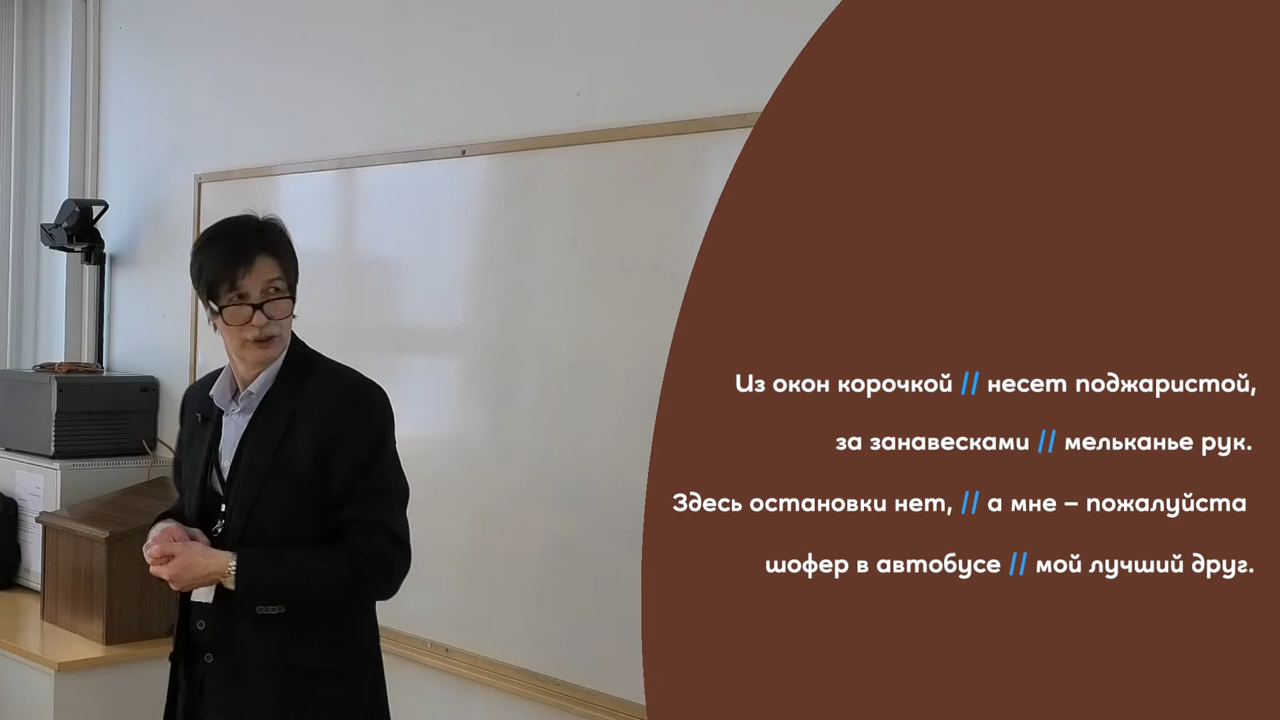 Из окон корочкой // несет поджаристой,
за занавесками // мельканье рук.
Здесь остановки нет, // а мне – пожалуйста
шофер в автобусе // мой лучший друг.